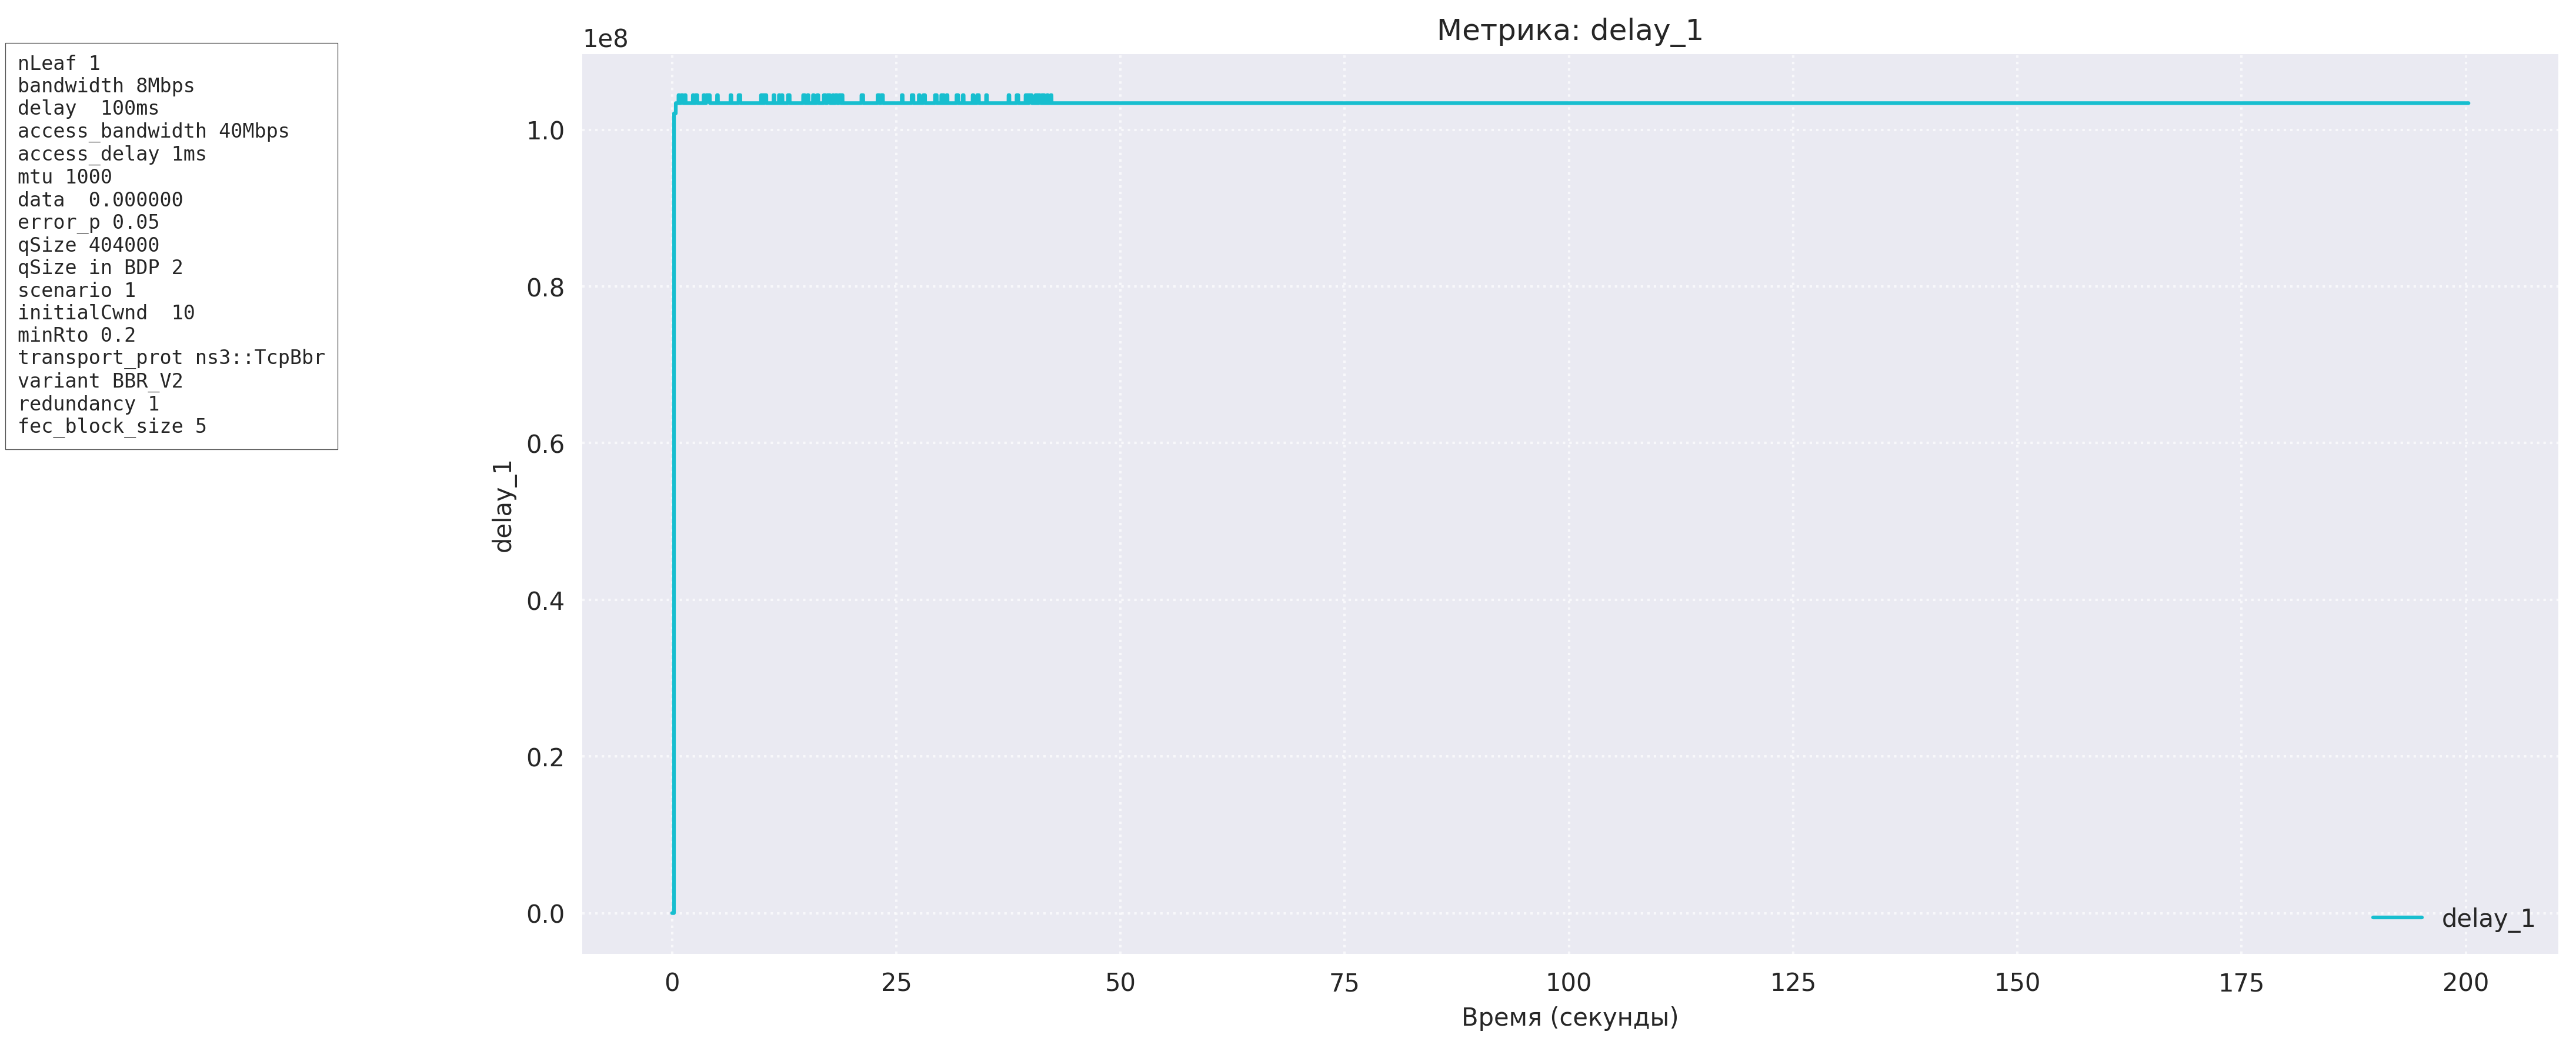 nLeaf 1
bandwidth 8Mbps
delay  100ms
access_bandwidth 40Mbps
access_delay 1ms
mtu 1000
data  0.000000
error_p 0.05
qSize 404000
qSize in BDP 2
scenario 1
initialCwnd  10
minRto 0.2
transport_prot ns3::TcpBbr
variant BBR_V2
redundancy 1
fec_block_size 5
Метрика: delay_1
1e8
1.0
0.8
0.6
0.4
0.2
0.0
delay_1
delay_1
0 25 50 75 100 125 150 175 200
Время (секунды)